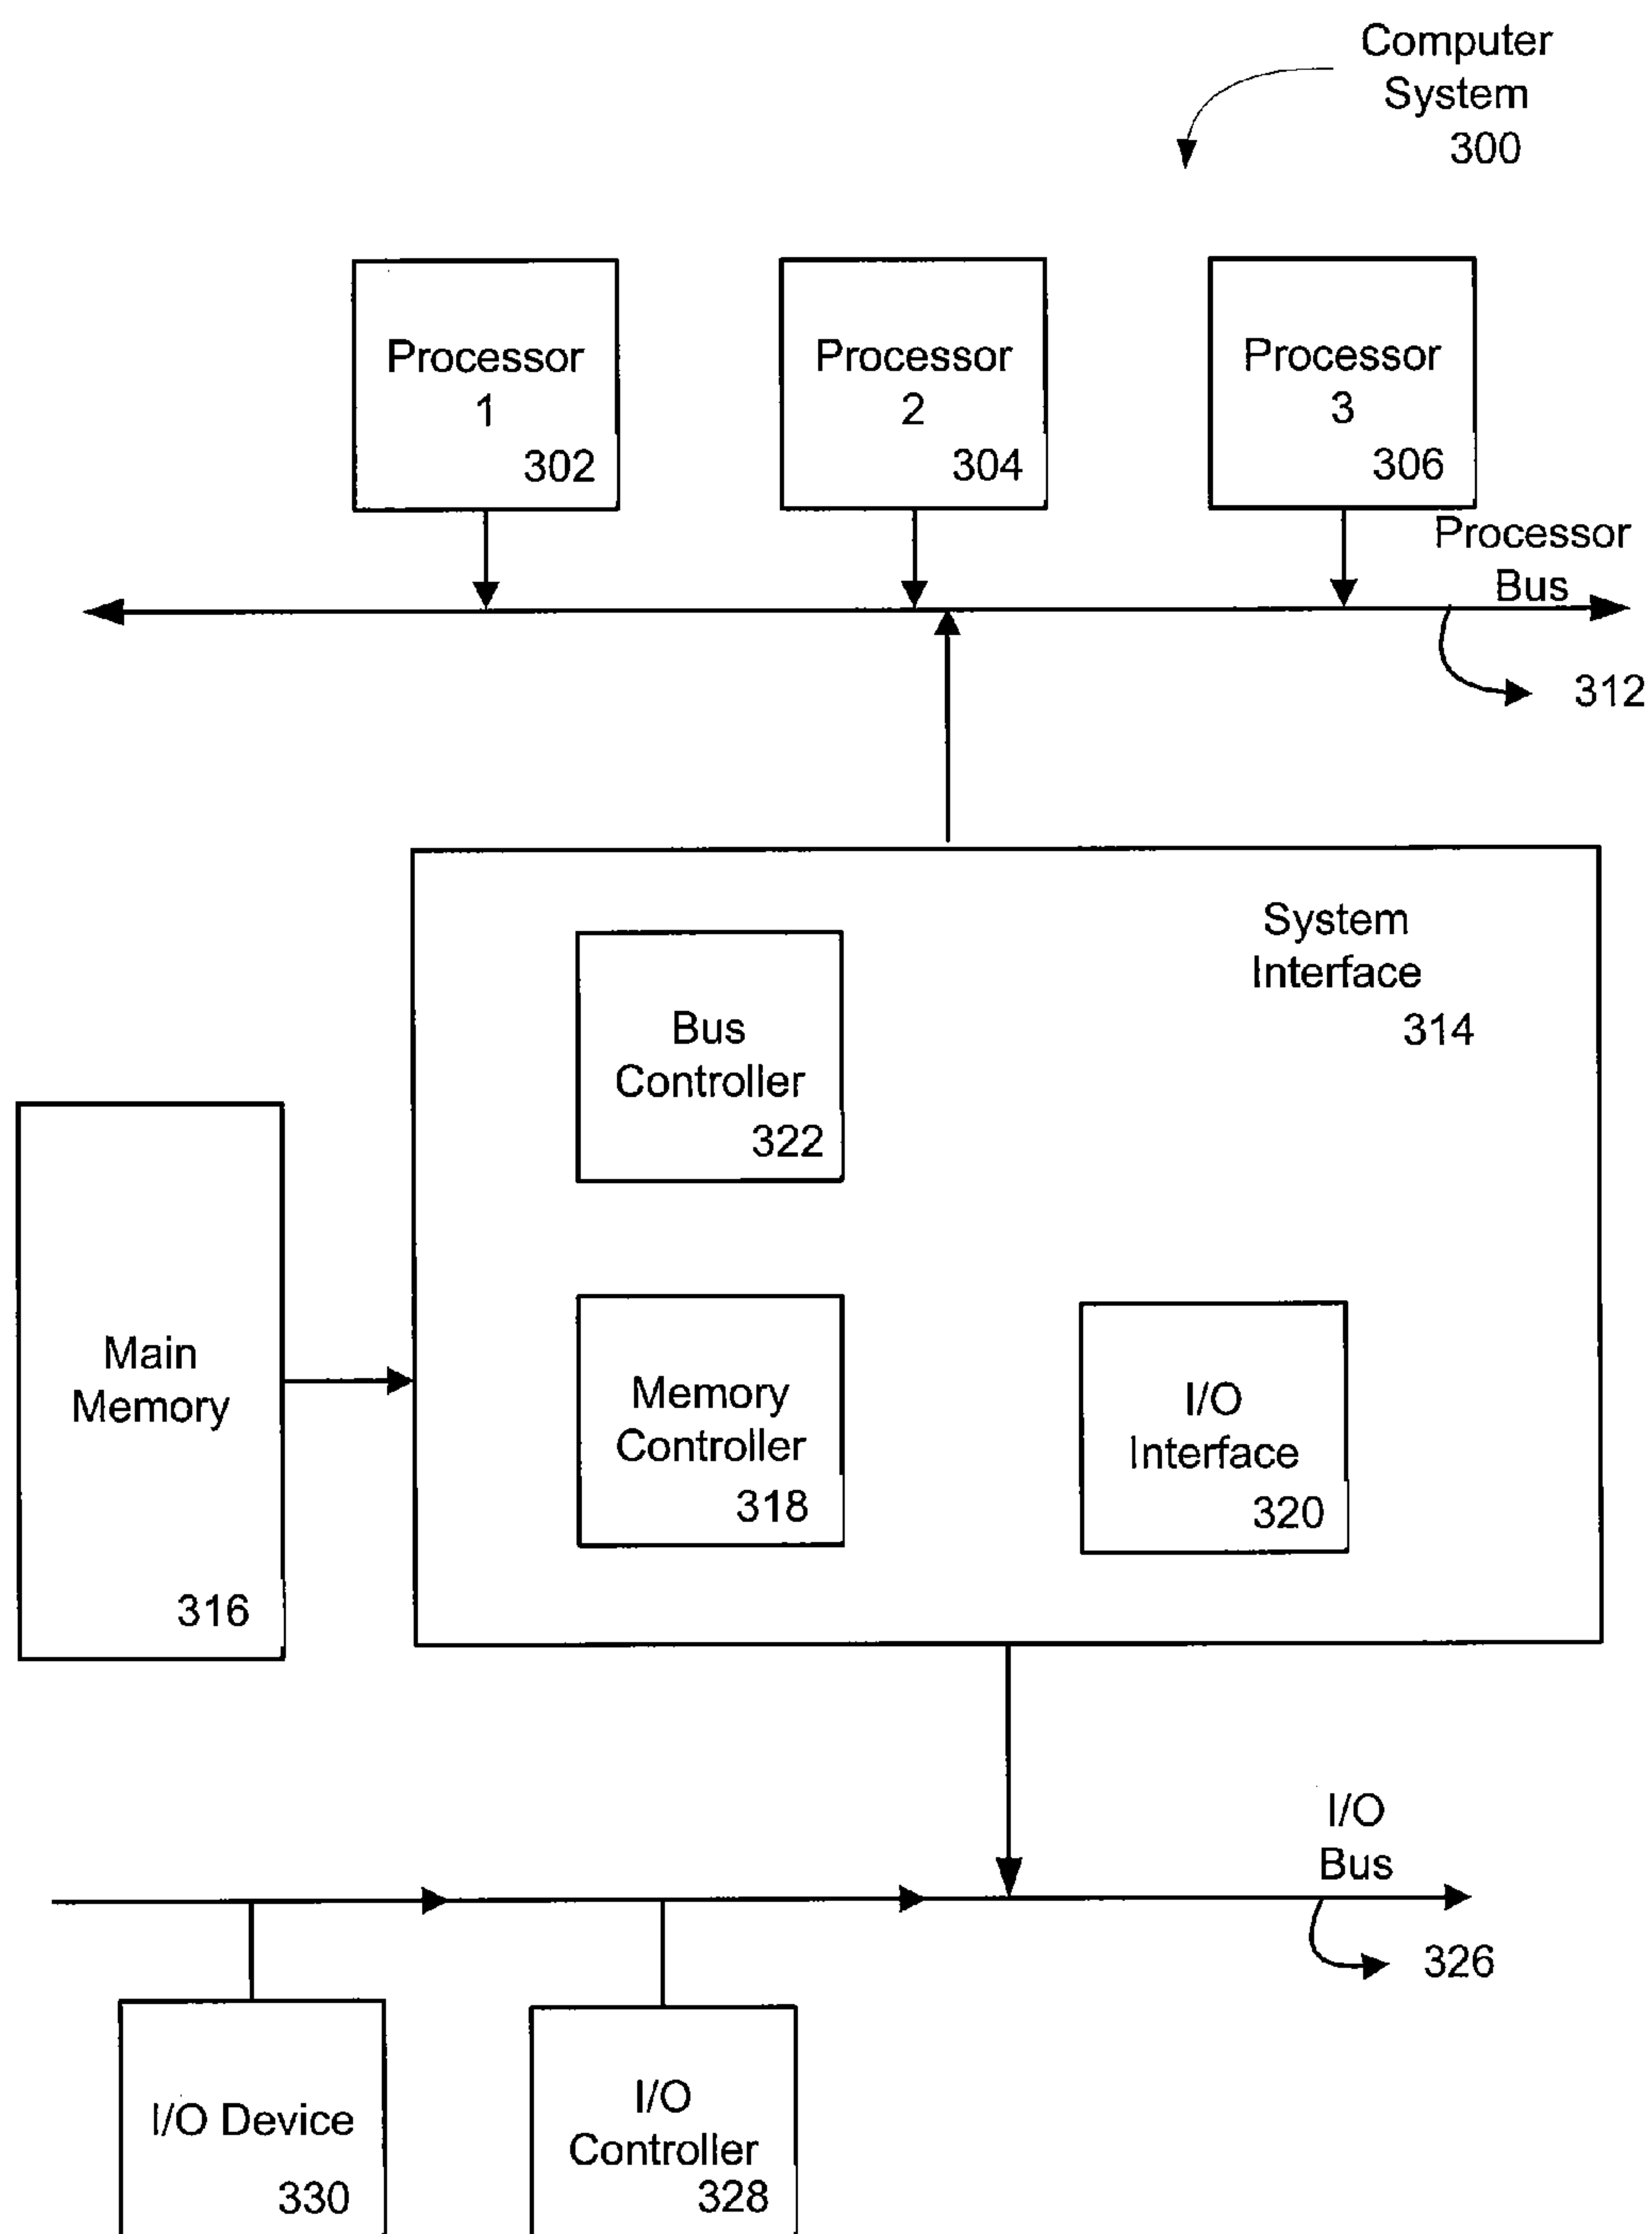 Computer
System
300
Processor
1
302
Processor
2
304
Processor
3
306
Processor
Bus
312
System
Interface
314
Bus
Controller
322
Main
Memory
316
Memory
Controller
318
I/O
Interface
320
I/O
Bus
326
I/O Device
330
I/O
Controller
328